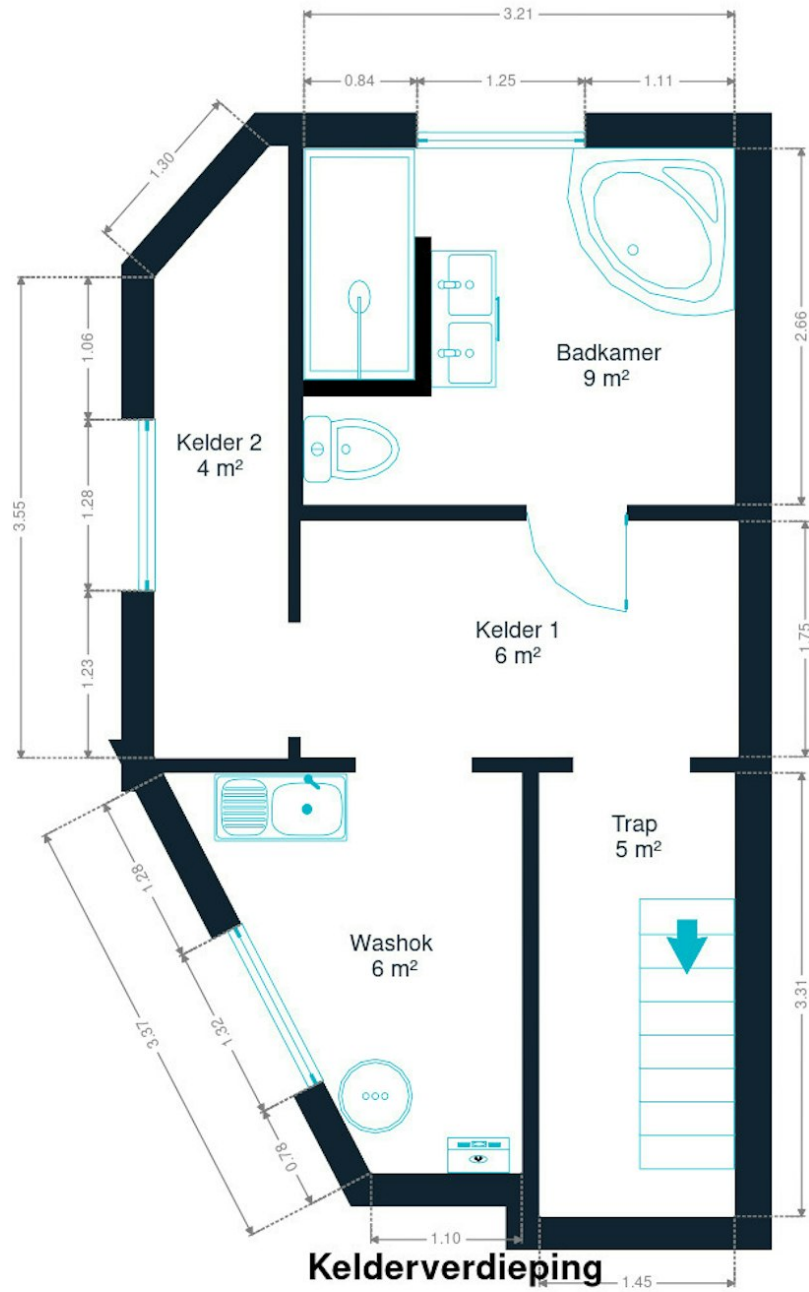 3.21
0.84
1.25
1.11
1.30
2.66
Badkamer
9 m²
1.06
Kelder 2
4 m²
1.28
3.55
Kelder 1
6 m²
1.75
1.23
Trap
5 m²
1.28
Washok
6 m²
3.31
1.32
3.37
0.78
1.10
Kelderverdieping
1.45